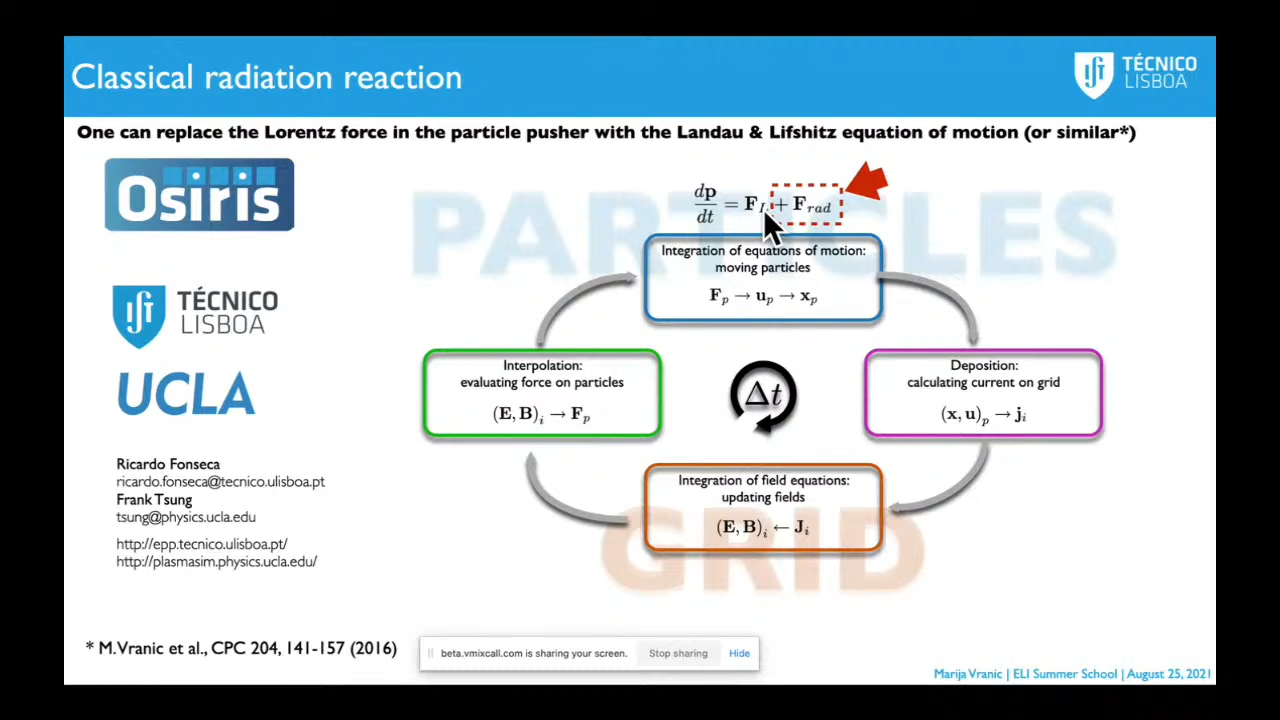 Classical radiation reaction
TÉCNICO
LISBOA
One can replace the Lorentz force in the particle pusher with the Landau & Lifshitz equation of motion (or similar*)
Osiris
PARTICLES
dp/dt = F_L + F_rad
Integration of equations of motion:
moving particles
F_p → u_p → x_p
TÉCNICO
LISBOA
UCLA
Interpolation:
evaluating force on particles
(E, B)_i → F_p
Δt
Deposition:
calculating current on grid
(x, u)_p → j_i
Integration of field equations:
updating fields
(E, B)_i ← J_i
GRID
Ricardo Fonseca
ricardo.fonseca@tecnico.ulisboa.pt
Frank Tsung
tsung@physics.ucla.edu
http://epp.tecnico.ulisboa.pt/
http://plasmasim.physics.ucla.edu/
* M. Vranic et al., CPC 204, 141-157 (2016)
beta.vmixcall.com is sharing your screen.
Stop sharing
Hide
Marija Vranic | ELI Summer School | August 25, 2021